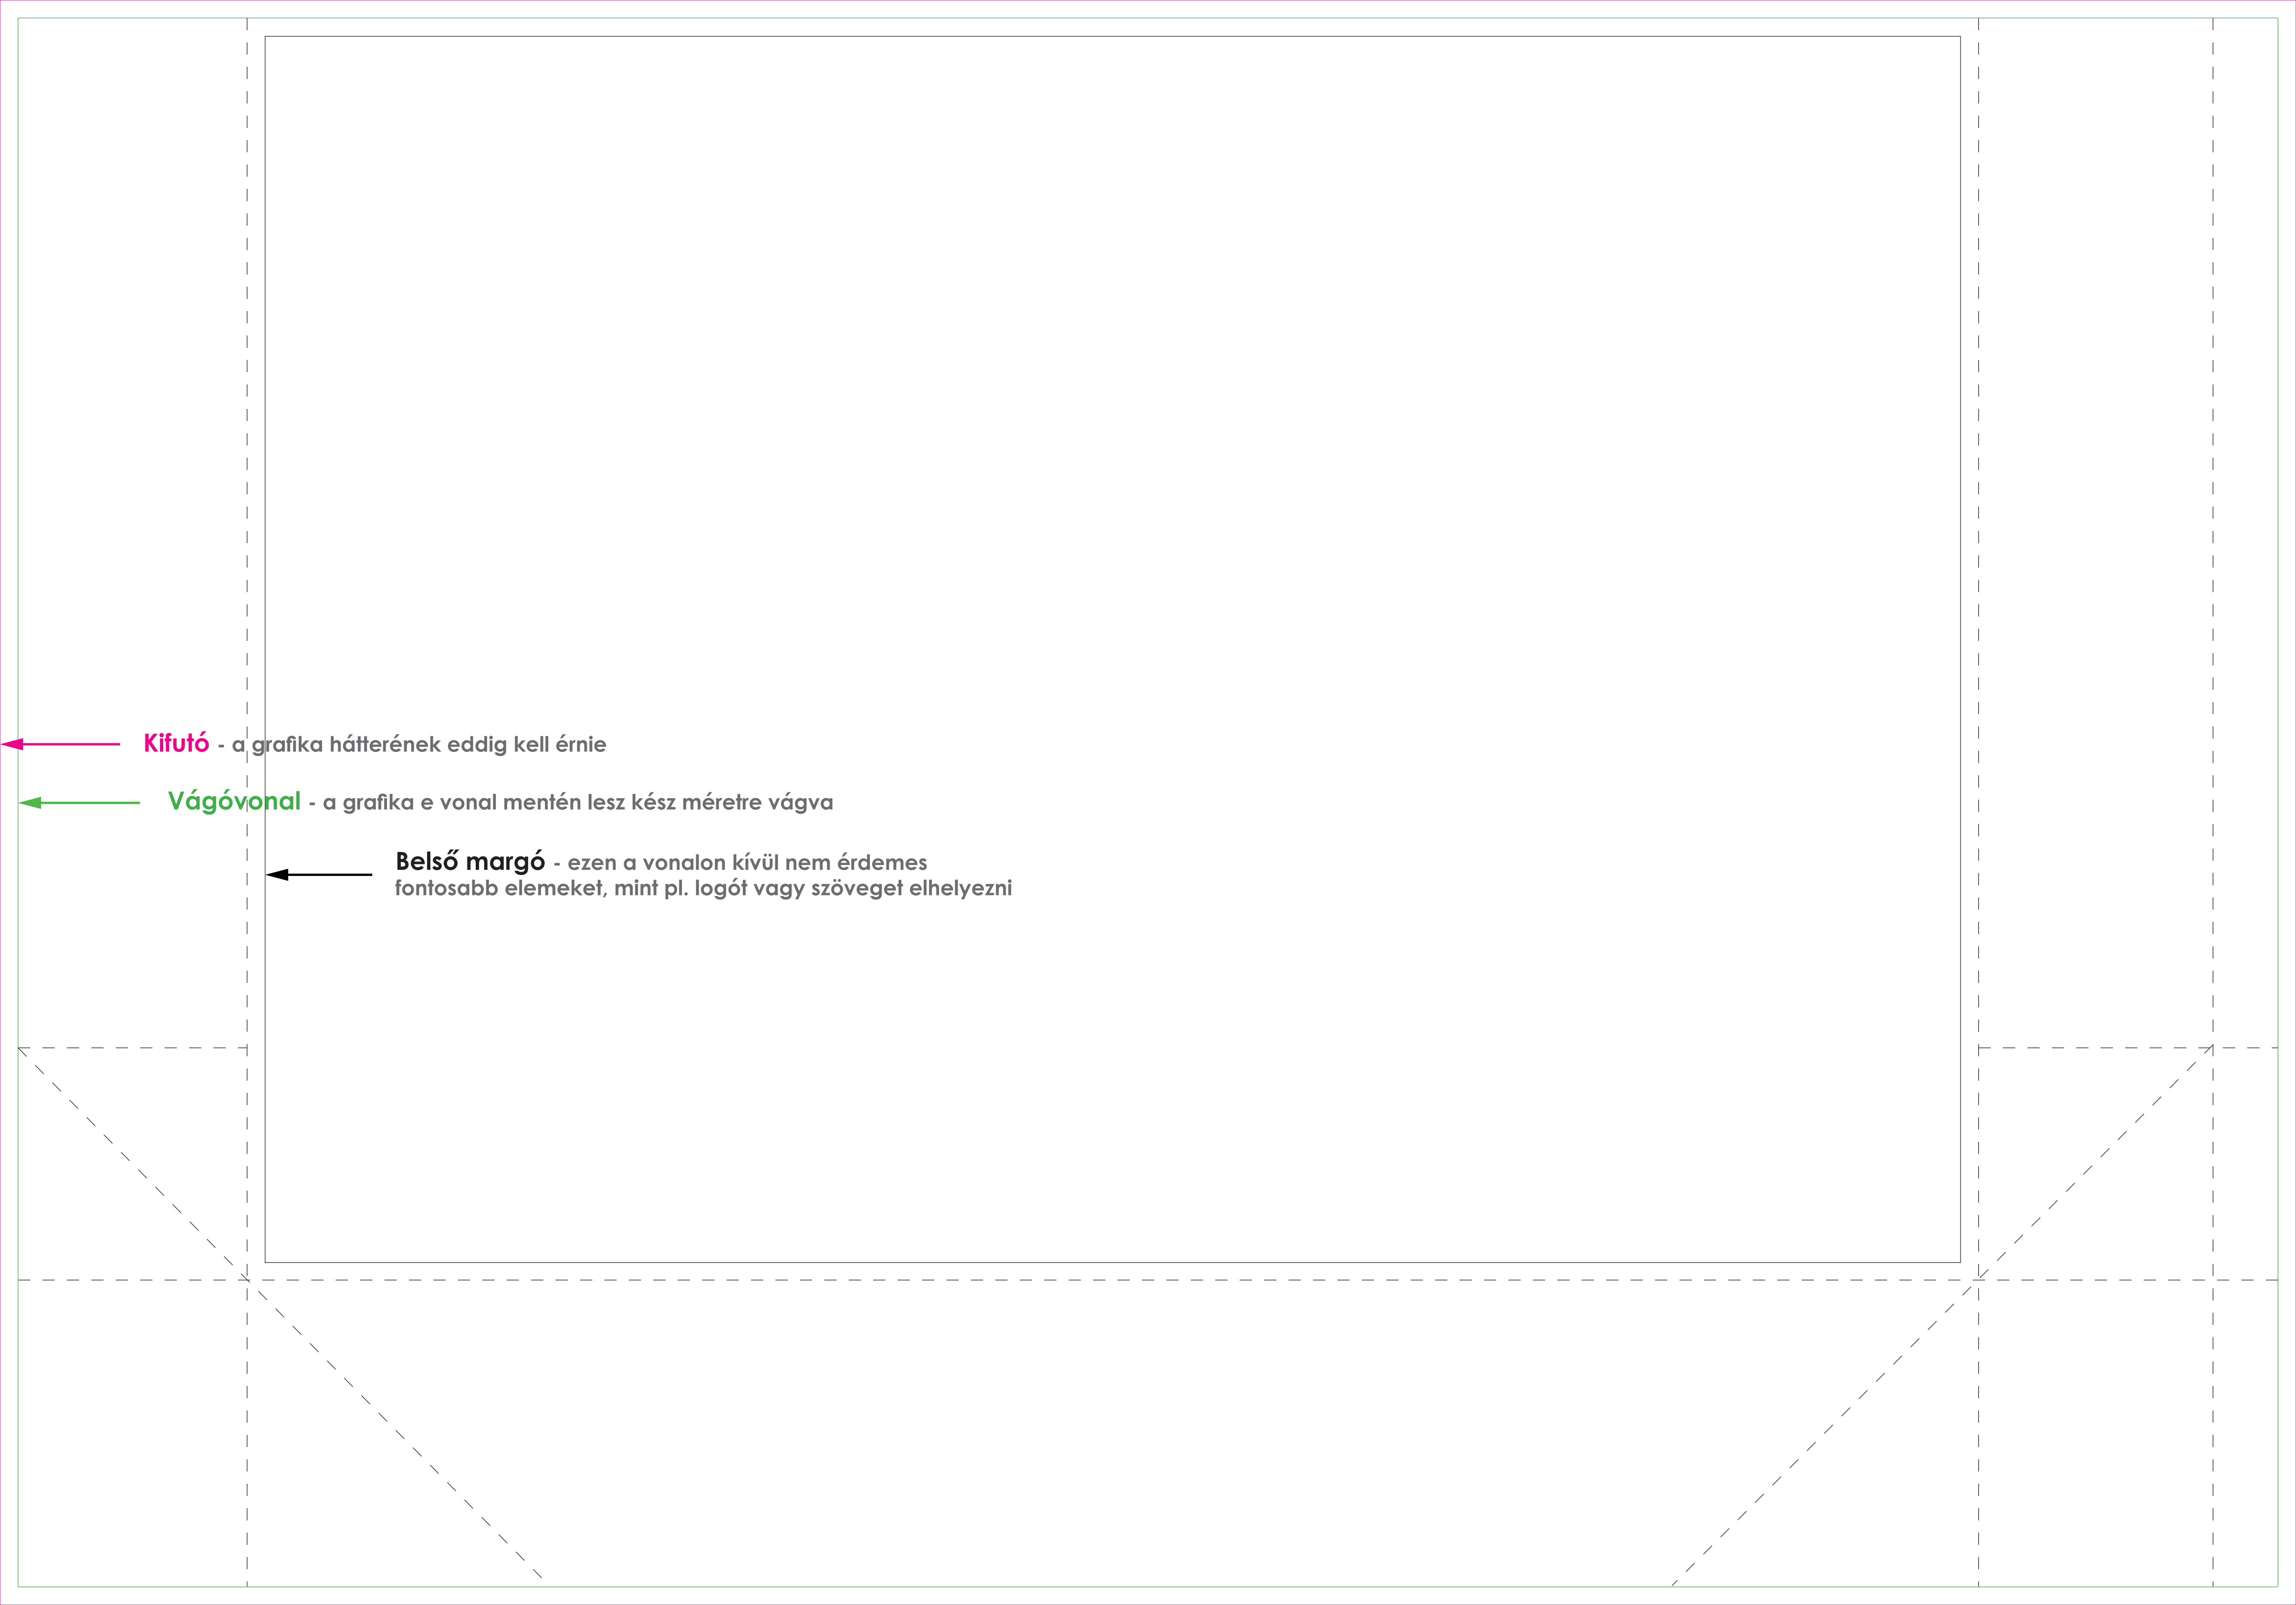 Kifutó - a grafika hátterének eddig kell érnie
Vágóvonal - a grafika e vonal mentén lesz kész méretre vágva
Belső margó - ezen a vonalon kívül nem érdemes
fontosabb elemeket, mint pl. logót vagy szöveget elhelyezni